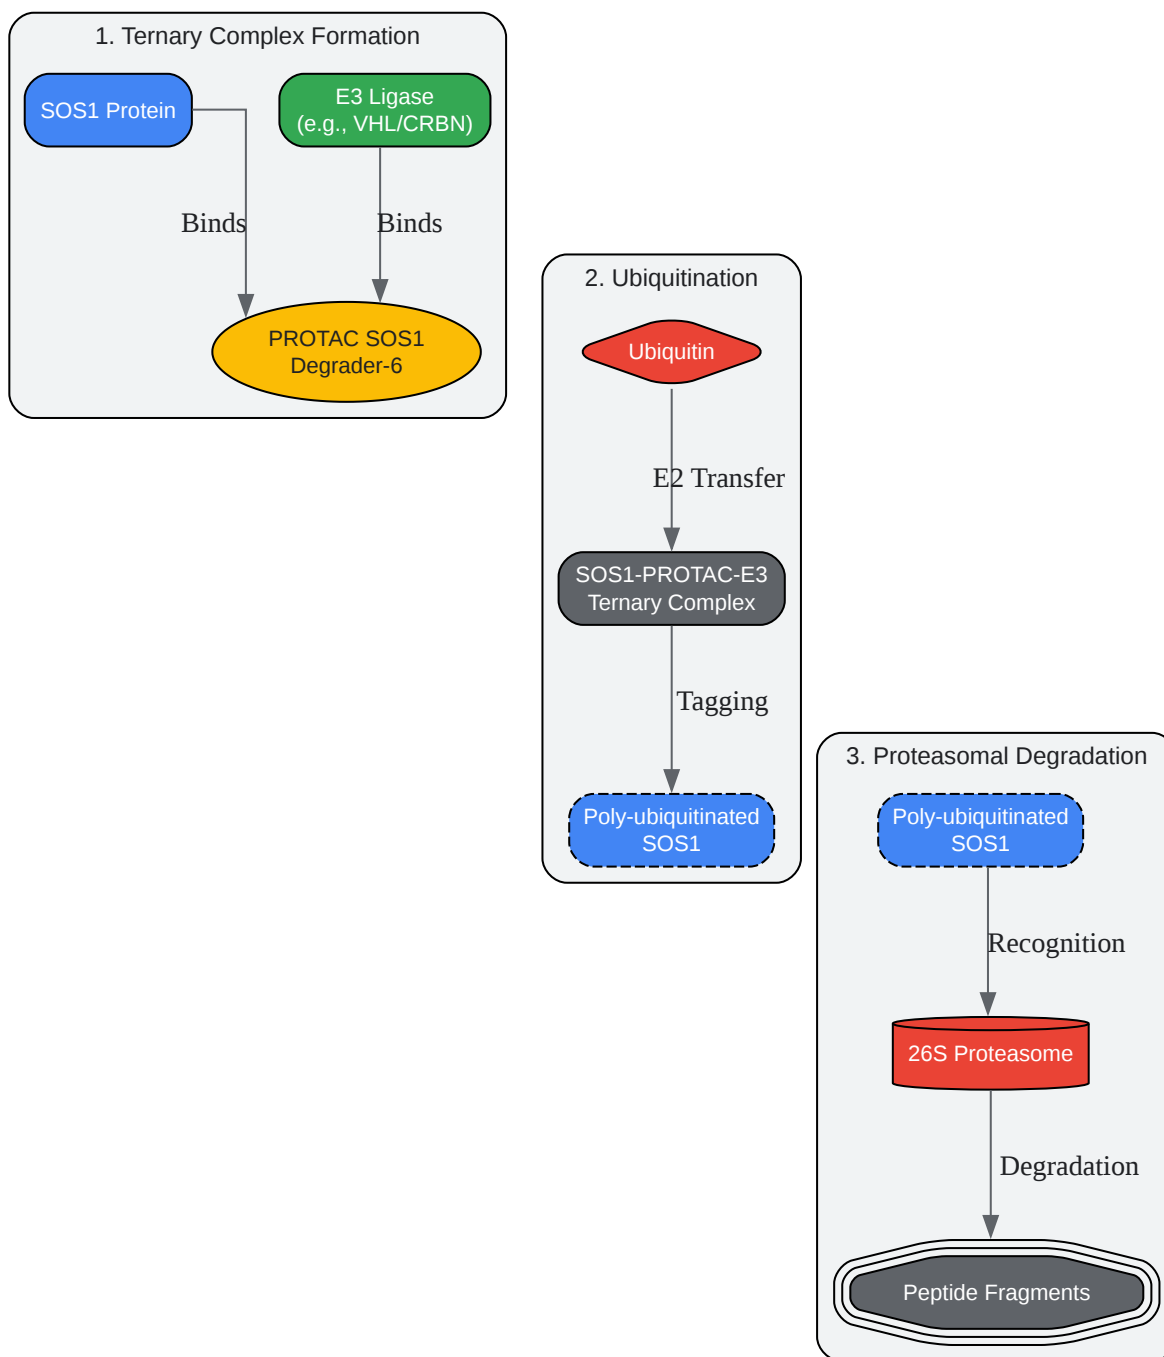 1. Ternary Complex Formation
SOS1 Protein
E3 Ligase
(e.g., VHL/CRBN)
Binds
Binds
PROTAC SOS1
Degrader-6
2. Ubiquitination
Ubiquitin
E2 Transfer
SOS1-PROTAC-E3
Ternary Complex
Tagging
Poly-ubiquitinated
SOS1
3. Proteasomal Degradation
Poly-ubiquitinated
SOS1
Recognition
26S Proteasome
Degradation
Peptide Fragments